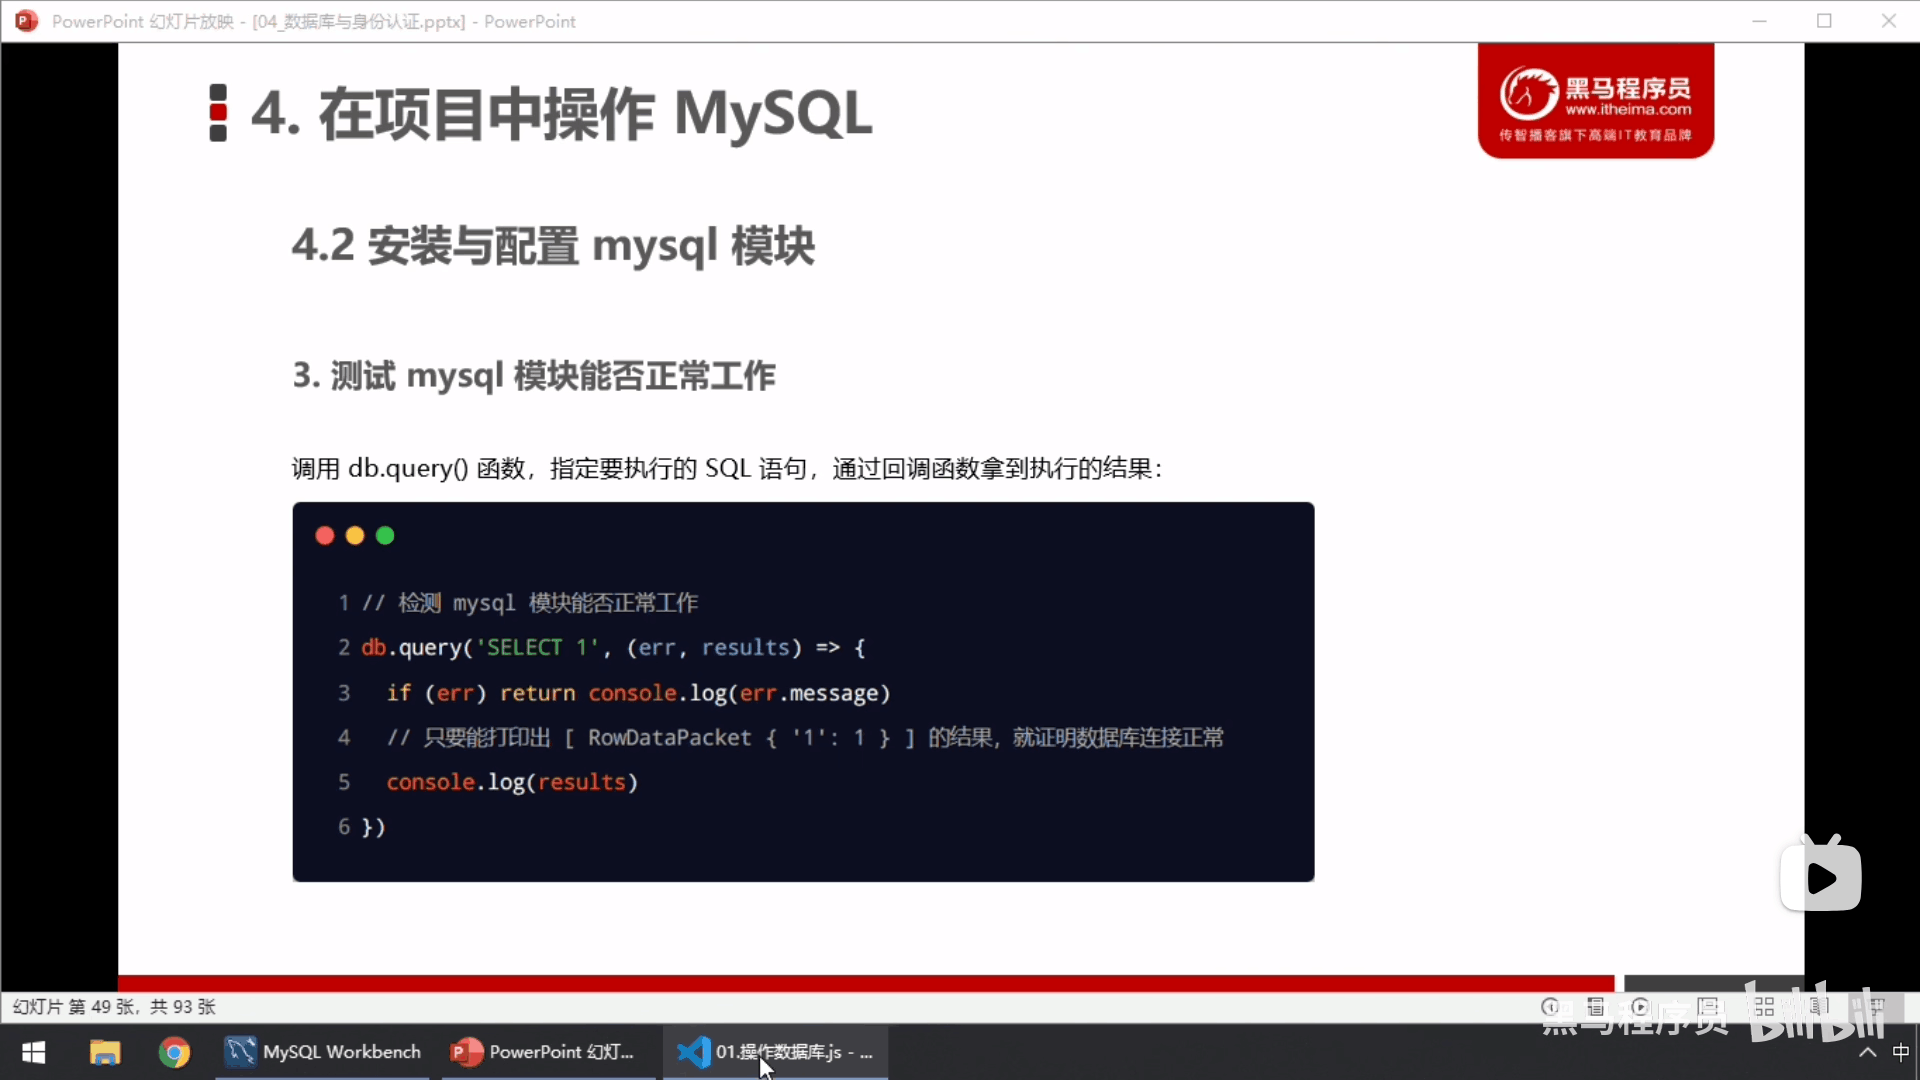 PowerPoint 幻灯片放映 - [04_数据库与身份认证.pptx] - PowerPoint
4. 在项目中操作 MySQL
黑马程序员
www.itheima.com
传智播客旗下高端IT教育品牌
4.2 安装与配置 mysql 模块
3. 测试 mysql 模块能否正常工作
调用 db.query() 函数，指定要执行的 SQL 语句，通过回调函数拿到执行的结果：
1 // 检测 mysql 模块能否正常工作
2 db.query('SELECT 1', (err, results) => {
3 if (err) return console.log(err.message)
4 // 只要能打印出 [ RowDataPacket { '1': 1 } ] 的结果，就证明数据库连接正常
5 console.log(results)
6 })
幻灯片 第 49 张，共 93 张
黑马程序员 bilibili
MySQL Workbench
PowerPoint 幻灯...
01.操作数据库.js - ...
中